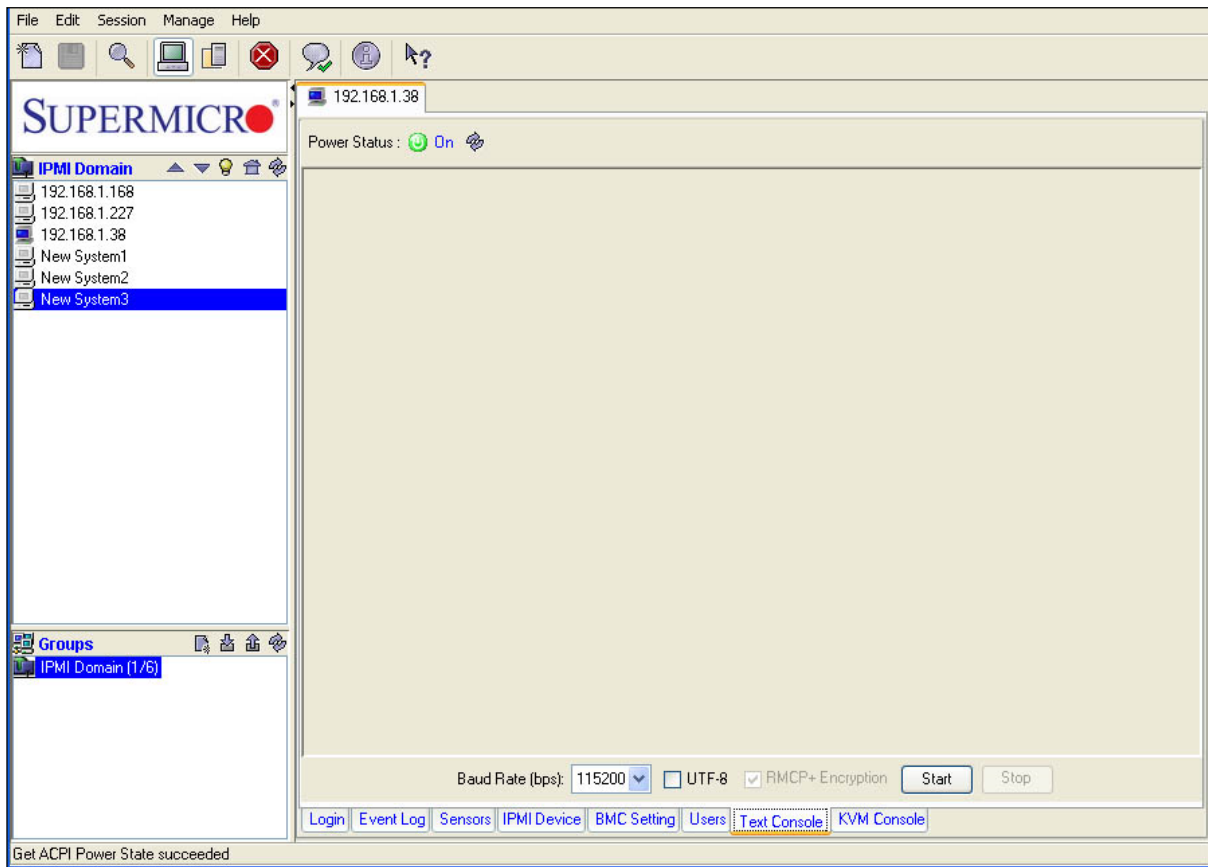 File Edit Session Manage Help
SUPERMICRO®
192.168.1.38
Power Status : On
IPMI Domain
192.168.1.168
192.168.1.227
192.168.1.38
New System1
New System2
New System3
Groups
IPMI Domain (1/6)
Baud Rate (bps): 115200 UTF-8 RMCP+ Encryption Start Stop
Login Event Log Sensors IPMI Device BMC Setting Users Text Console KVM Console
Get ACPI Power State succeeded